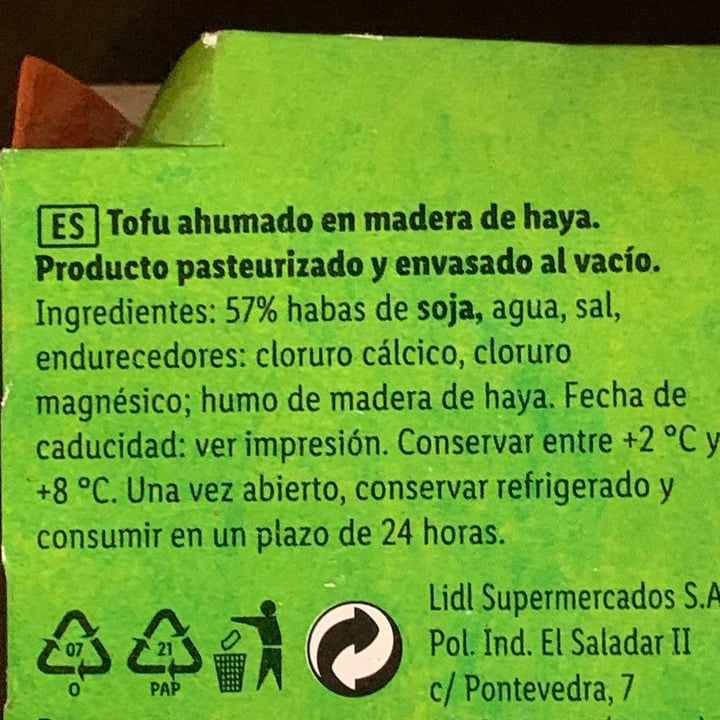 ES Tofu ahumado en madera de haya.
Producto pasteurizado y envasado al vacío.
Ingredientes: 57% habas de soja, agua, sal,
endurecedores: cloruro cálcico, cloruro
magnésico; humo de madera de haya. Fecha de
caducidad: ver impresión. Conservar entre +2 °C y
+8 °C. Una vez abierto, conservar refrigerado y
consumir en un plazo de 24 horas.
Lidl Supermercados S.A
Pol. Ind. El Saladar II
c/ Pontevedra, 7
07
O
21
PAP